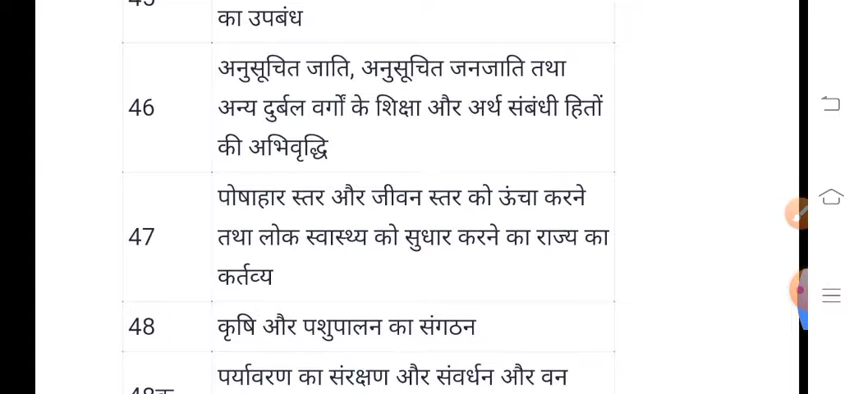 का उपबंध
46
अनुसूचित जाति, अनुसूचित जनजाति तथा
अन्य दुर्बल वर्गों के शिक्षा और अर्थ संबंधी हितों
की अभिवृद्धि
47
पोषाहार स्तर और जीवन स्तर को ऊंचा करने
तथा लोक स्वास्थ्य को सुधार करने का राज्य का
कर्तव्य
48
कृषि और पशुपालन का संगठन
पर्यावरण का संरक्षण और संवर्धन और वन